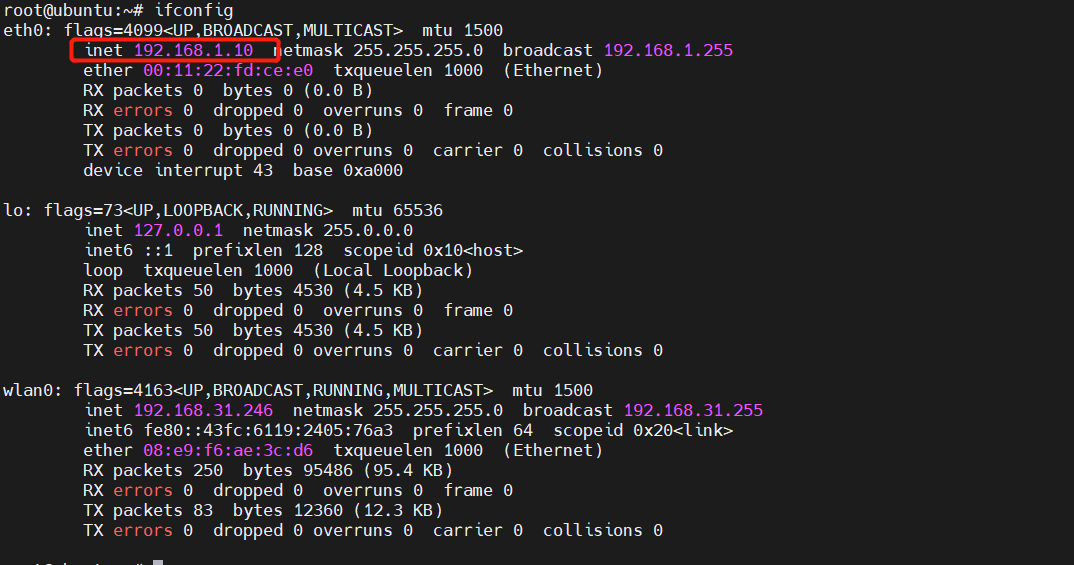 root@ubuntu:~# ifconfig
eth0: flags=4099<UP,BROADCAST,MULTICAST>  mtu 1500
        inet 192.168.1.10  netmask 255.255.255.0  broadcast 192.168.1.255
        ether 00:11:22:fd:ce:e0  txqueuelen 1000  (Ethernet)
        RX packets 0  bytes 0 (0.0 B)
        RX errors 0  dropped 0  overruns 0  frame 0
        TX packets 0  bytes 0 (0.0 B)
        TX errors 0  dropped 0 overruns 0  carrier 0  collisions 0
        device interrupt 43  base 0xa000

lo: flags=73<UP,LOOPBACK,RUNNING>  mtu 65536
        inet 127.0.0.1  netmask 255.0.0.0
        inet6 ::1  prefixlen 128  scopeid 0x10<host>
        loop  txqueuelen 1000  (Local Loopback)
        RX packets 50  bytes 4530 (4.5 KB)
        RX errors 0  dropped 0  overruns 0  frame 0
        TX packets 50  bytes 4530 (4.5 KB)
        TX errors 0  dropped 0 overruns 0  carrier 0  collisions 0

wlan0: flags=4163<UP,BROADCAST,RUNNING,MULTICAST>  mtu 1500
        inet 192.168.31.246  netmask 255.255.255.0  broadcast 192.168.31.255
        inet6 fe80::43fc:6119:2405:76a3  prefixlen 64  scopeid 0x20<link>
        ether 08:e9:f6:ae:3c:d6  txqueuelen 1000  (Ethernet)
        RX packets 250  bytes 95486 (95.4 KB)
        RX errors 0  dropped 0  overruns 0  frame 0
        TX packets 83  bytes 12360 (12.3 KB)
        TX errors 0  dropped 0 overruns 0  carrier 0  collisions 0